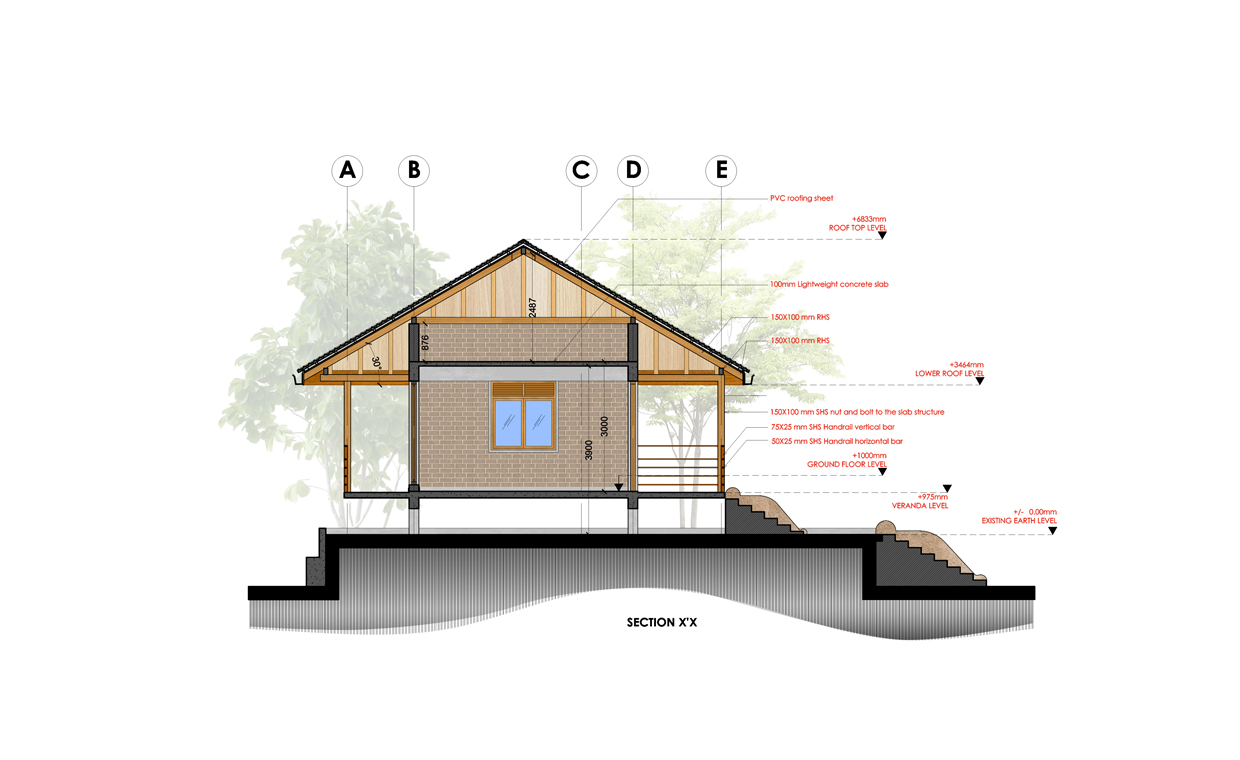 A B C D E
PVC roofing sheet
+6833mm
ROOF TOP LEVEL
100mm Lightweight concrete slab
2487
150X100 mm RHS
876
150X100 mm RHS
30°
+3464mm
LOWER ROOF LEVEL
150X100 mm SHS nut and bolt to the slab structure
75X25 mm SHS Handrail vertical bar
3000
50X25 mm SHS Handrail horizontal bar
3900
+1000mm
GROUND FLOOR LEVEL
+975mm
VERANDA LEVEL
+/- 0.00mm
EXISTING EARTH LEVEL
SECTION X'X